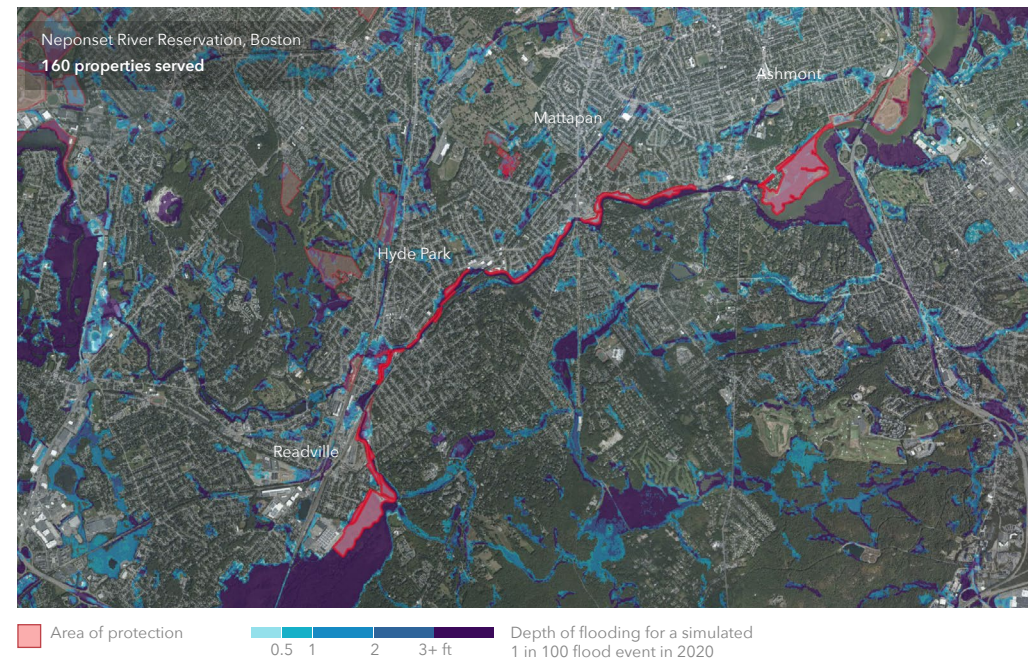 Neponset River Reservation, Boston
160 properties served
Ashmont
Mattapan
Hyde Park
Readville
Area of protection
0.5 1 2 3+ ft
Depth of flooding for a simulated
1 in 100 flood event in 2020